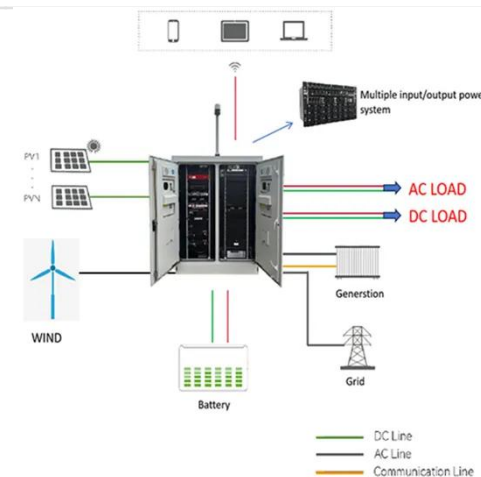 Multiple input/output powe
system
PV1
PVN
AC LOAD
DC LOAD
WIND
Generstion
Grid
Battery
DC Line
AC Line
Communication Line